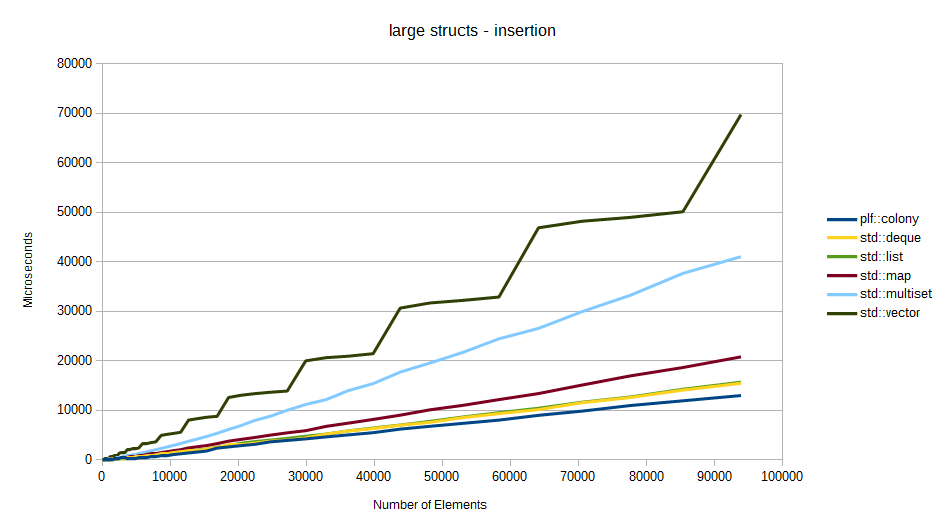 large structs - insertion
80000
70000
60000
50000
40000
30000
20000
10000
0
Microseconds
0 10000 20000 30000 40000 50000 60000 70000 80000 90000 100000
Number of Elements
plf::colony
std::deque
std::list
std::map
std::multiset
std::vector